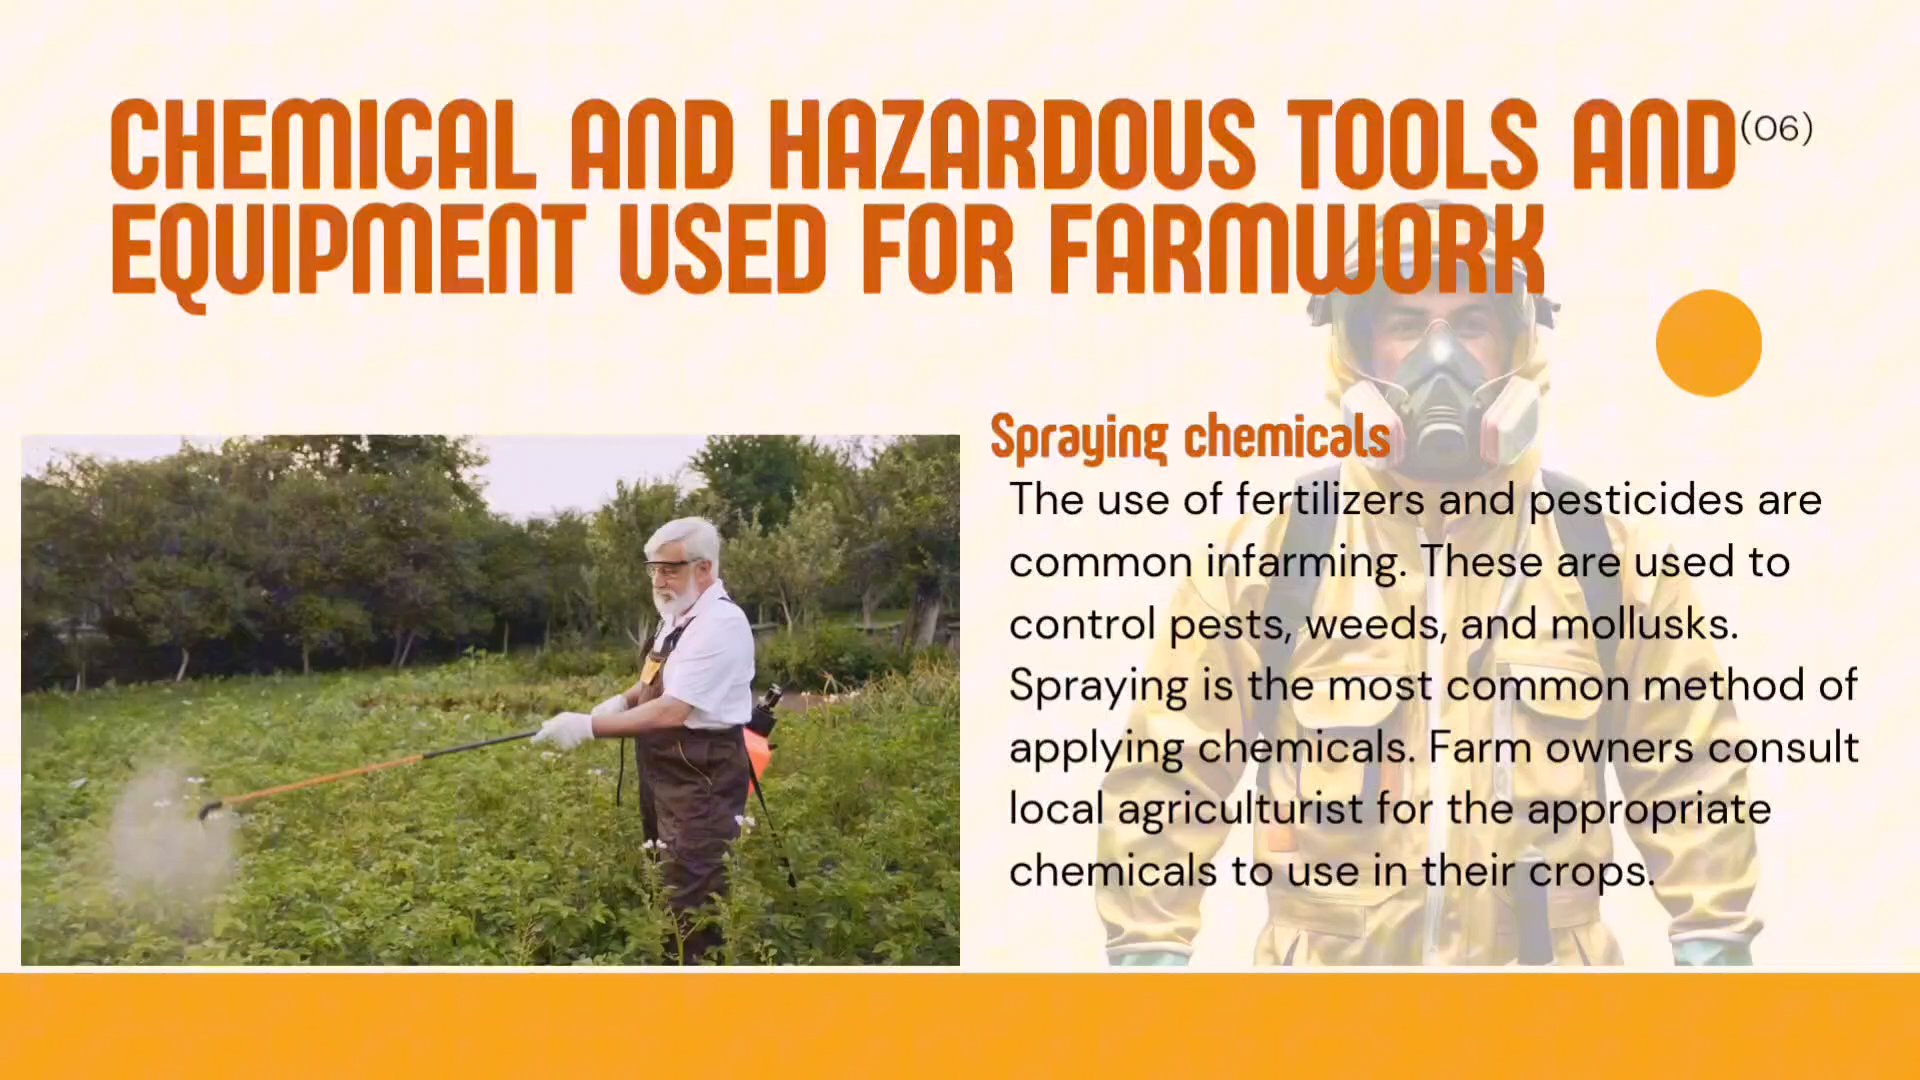 CHEMICAL AND HAZARDOUS TOOLS AND
(06)
EQUIPMENT USED FOR FARMWORK
Spraying chemicals
The use of fertilizers and pesticides are
common infarming. These are used to
control pests, weeds, and mollusks.
Spraying is the most common method of
applying chemicals. Farm owners consult
local agriculturist for the appropriate
chemicals to use in their crops.